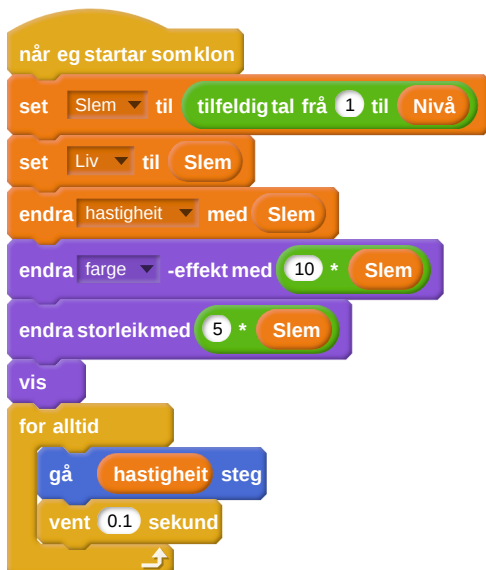 når eg startar som klon
set Slem til tilfeldig tal frå 1 til Nivå
set Liv til Slem
endra hastigheit med Slem
endra farge -effekt med 10 * Slem
endra storleik med 5 * Slem
vis
for alltid
gå hastigheit steg
vent 0.1 sekund